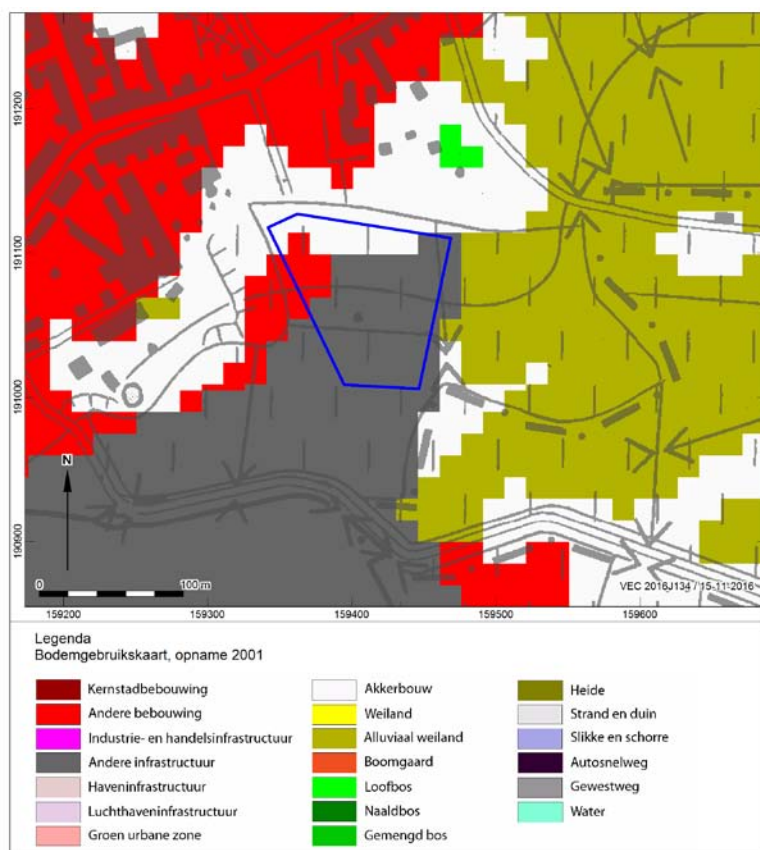 191200
191100
191000
190900
N
0
100 m
VEC 2016J134 / 15-11-2016
159200
159300
159400
159500
159600
Legenda
Bodemgebruikskaart, opname 2001
Kernstadbebouwing
Andere bebouwing
Industrie- en handelsinfrastructuur
Andere infrastructuur
Haveninfrastructuur
Luchthaveninfrastructuur
Groen urbane zone
Akkerbouw
Weiland
Alluviaal weiland
Boomgaard
Loofbos
Naaldbos
Gemengd bos
Heide
Strand en duin
Slikke en schorre
Autosnelweg
Gewestweg
Water